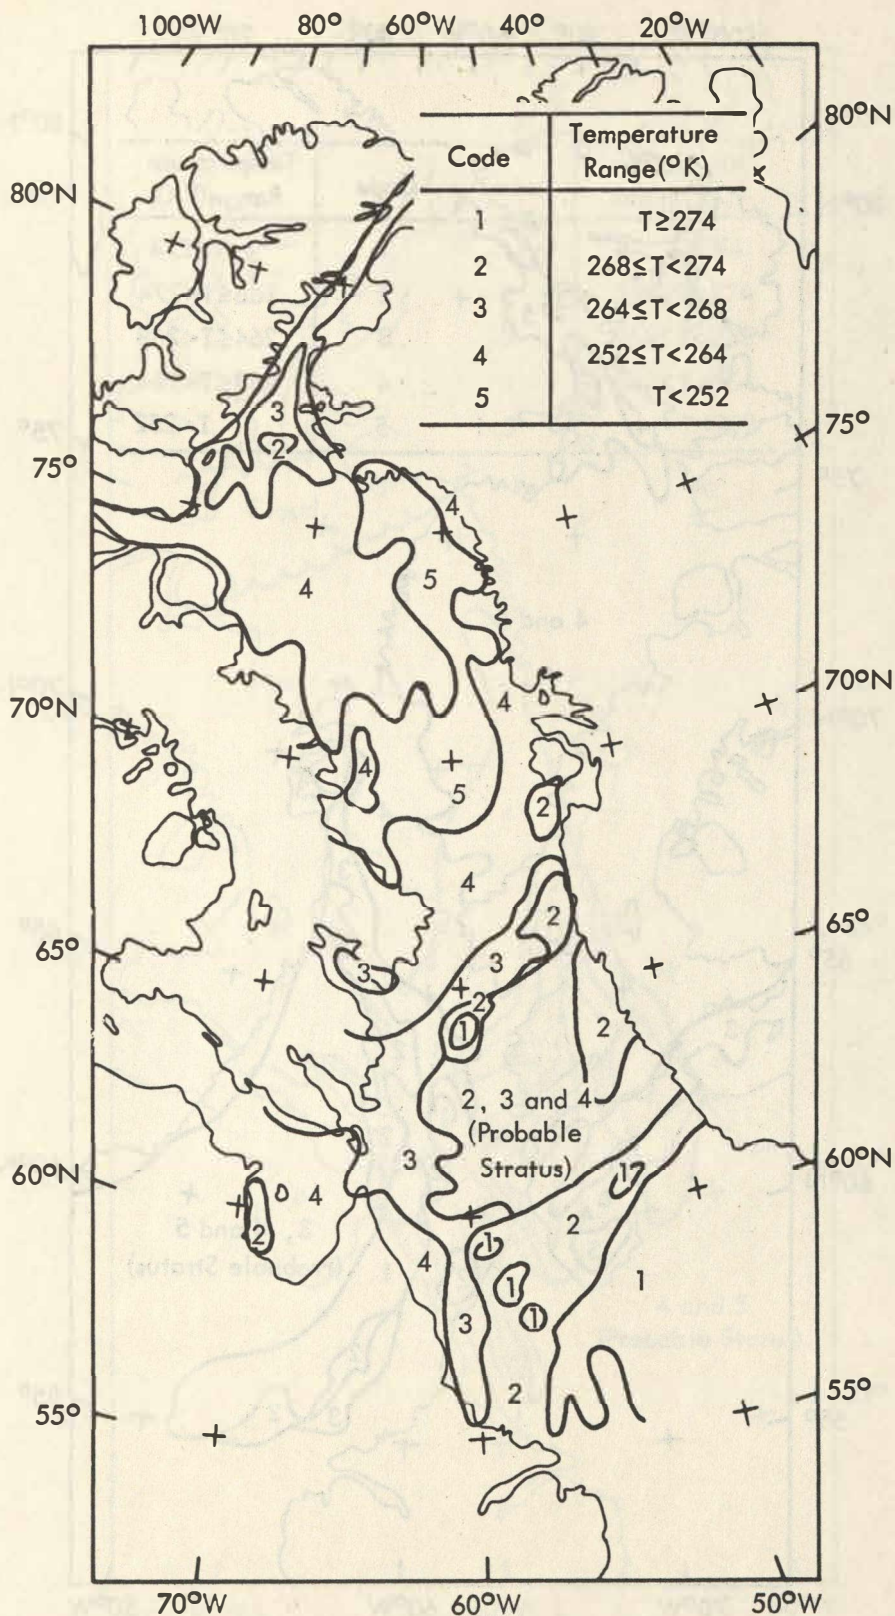 100°W 80° 60°W 40° 20°W
80°N
80°N
Code Temperature Range(°K)
1 T≥274
2 268≤T<274
3 264≤T<268
4 252≤T<264
5 T<252
75°
75°
3
2
4
5
4
70°N
70°N
4
4
5
2
4
65°
65°
2
3
3
2
1
2
2, 3 and 4
(Probable
Stratus)
60°N
60°N
3
1
4
2
2
1
4
1
1
3
1
2
55°
55°
70°W 60°W 50°W